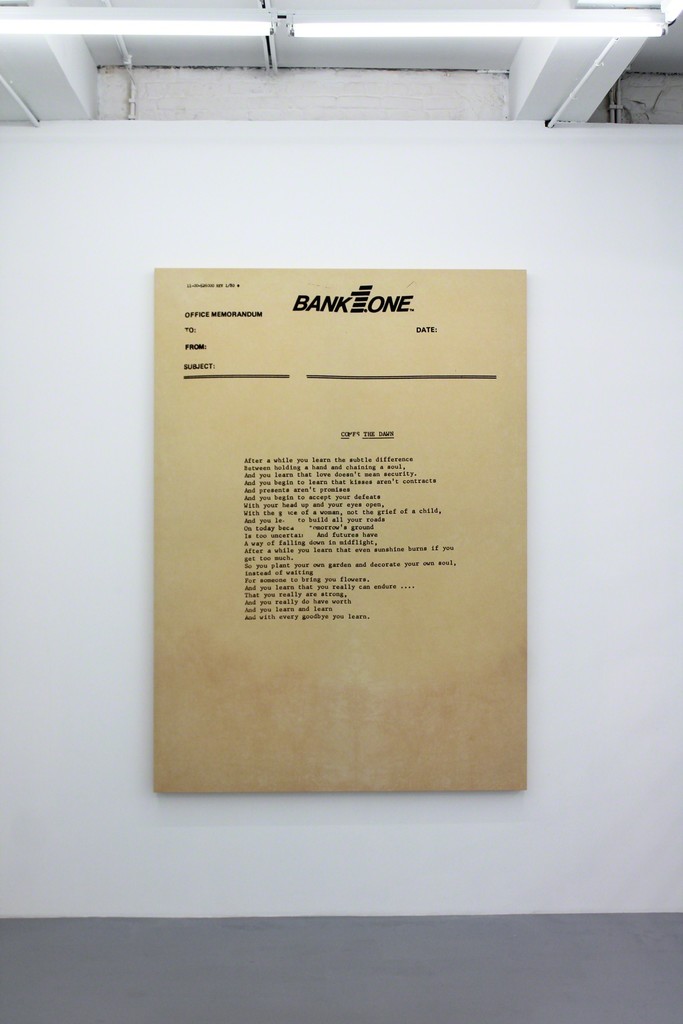 BANK ONE
OFFICE MEMORANDUM
TO:
DATE:
FROM:
SUBJECT:
THE DAWN
After a while you learn the subtle difference
Between holding a hand and chaining a soul,
And you learn that love doesn't mean security.
And you begin to learn that kisses aren't contracts
And presents aren't promises
And you begin to accept your defeats
With your head up and your eyes open,
With the g ace of a woman, not the grief of a child,
And you le to build all your roads
On today beca omorrow's ground
Is too uncertai And futures have
A way of falling down in midflight,
After a while you learn that even sunshine burns if you
get too much.
So you plant your own garden and decorate your own soul,
instead of waiting
For someone to bring you flowers.
And you learn that you really can endure ....
That you really are strong,
And you really do have worth
And you learn and learn
And with every goodbye you learn.